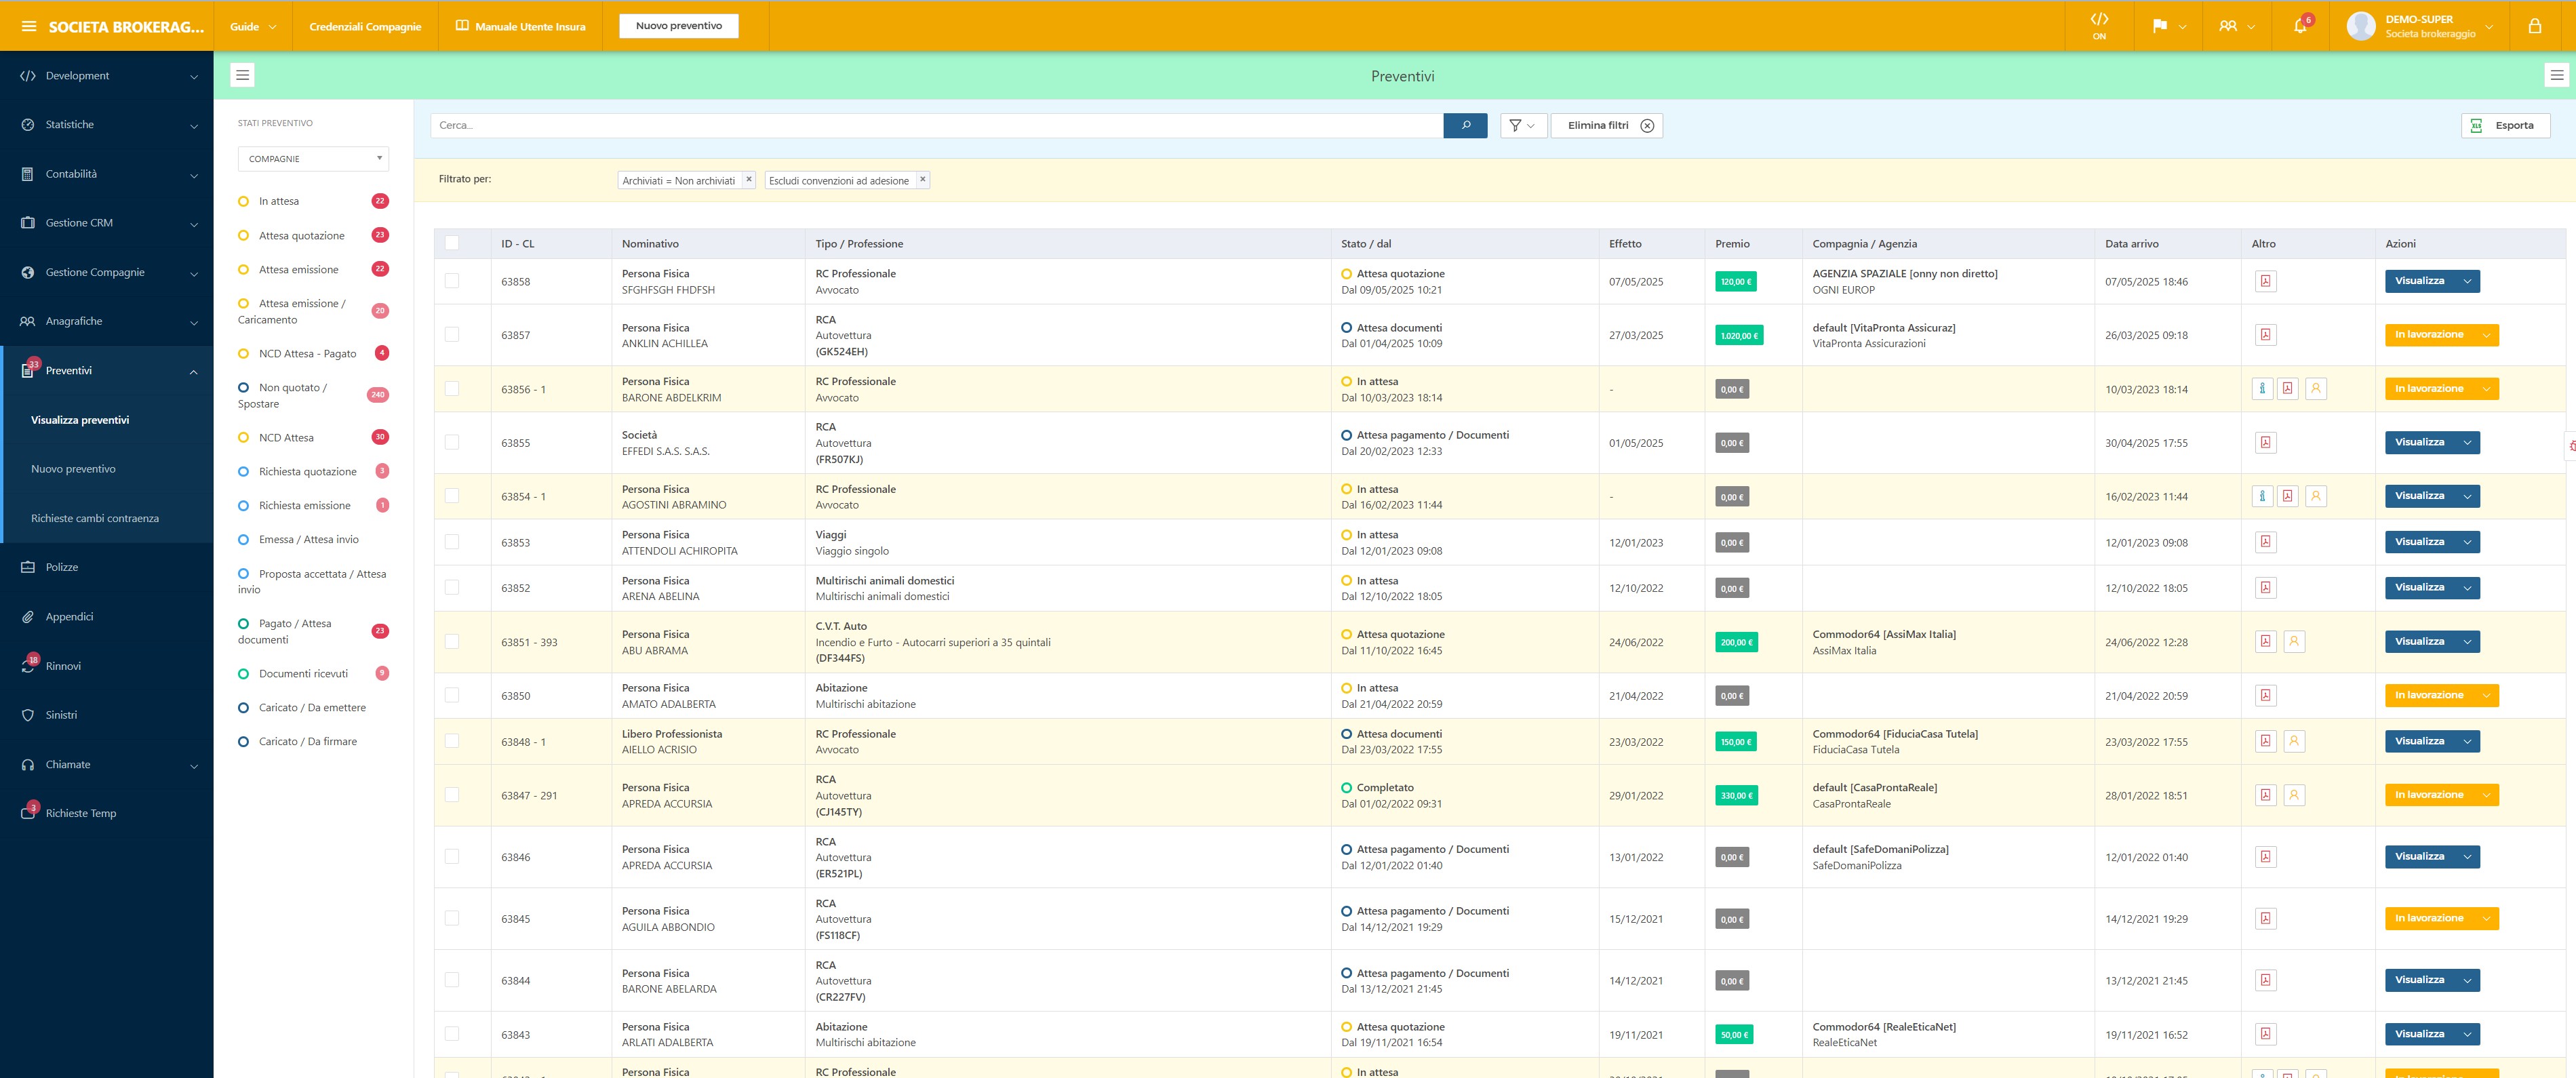 SOCIETA BROKERAG...
Guide
Credenziali Compagnie
Manuale Utente Insura
Nuovo preventivo
ON
6
DEMO-SUPER
Societa brokeraggio
Development
Statistiche
Contabilità
Gestione CRM
Gestione Compagnie
Anagrafiche
33
Preventivi
Visualizza preventivi
Nuovo preventivo
Richieste cambi contraenza
Polizze
Appendici
18
Rinnovi
Sinistri
Chiamate
3
Richieste Temp
Preventivi
STATI PREVENTIVO
COMPAGNIE
In attesa 22
Attesa quotazione 23
Attesa emissione 22
Attesa emissione /
Caricamento 20
NCD Attesa - Pagato 4
Non quotato /
Spostare 240
NCD Attesa 30
Richiesta quotazione 3
Richiesta emissione 1
Emessa / Attesa invio
Proposta accettata / Attesa
invio
Pagato / Attesa
documenti 23
Documenti ricevuti 9
Caricato / Da emettere
Caricato / Da firmare
Cerca...
Elimina filtri
XLS Esporta
Filtrato per: Archiviati = Non archiviati × Escludi convenzioni ad adesione ×
ID - CL Nominativo Tipo / Professione Stato / dal Effetto Premio Compagnia / Agenzia Data arrivo Altro Azioni
Persona Fisica RC Professionale Attesa quotazione AGENZIA SPAZIALE [onny non diretto]
63858 07/05/2025 120,00 € 07/05/2025 18:46 Visualizza
SFGHFSGH FHDFSH Avvocato Dal 09/05/2025 10:21 OGNI EUROP
RCA
Persona Fisica Attesa documenti default [VitaPronta Assicuraz]
63857 Autovettura 27/03/2025 1.020,00 € 26/03/2025 09:18 In lavorazione
ANKLIN ACHILLEA Dal 01/04/2025 10:09 VitaPronta Assicurazioni
(GK524EH)
Persona Fisica RC Professionale In attesa
63856 - 1 - 0,00 € 10/03/2023 18:14 In lavorazione
BARONE ABDELKRIM Avvocato Dal 10/03/2023 18:14
RCA
Società Attesa pagamento / Documenti
63855 Autovettura 01/05/2025 0,00 € 30/04/2025 17:55 Visualizza
EFFEDI S.A.S. S.A.S. Dal 20/02/2023 12:33
(FR507KJ)
Persona Fisica RC Professionale In attesa
63854 - 1 - 0,00 € 16/02/2023 11:44 Visualizza
AGOSTINI ABRAMINO Avvocato Dal 16/02/2023 11:44
Persona Fisica Viaggi In attesa
63853 12/01/2023 0,00 € 12/01/2023 09:08 Visualizza
ATTENDOLI ACHIROPITA Viaggio singolo Dal 12/01/2023 09:08
Persona Fisica Multirischi animali domestici In attesa
63852 12/10/2022 0,00 € 12/10/2022 18:05 Visualizza
ARENA ABELINA Multirischi animali domestici Dal 12/10/2022 18:05
C.V.T. Auto
Persona Fisica Attesa quotazione Commodor64 [AssiMax Italia]
63851 - 393 Incendio e Furto - Autocarri superiori a 35 quintali 24/06/2022 200,00 € 24/06/2022 12:28 Visualizza
ABU ABRAMA Dal 11/10/2022 16:45 AssiMax Italia
(DF344FS)
Persona Fisica Abitazione In attesa
63850 21/04/2022 0,00 € 21/04/2022 20:59 In lavorazione
AMATO ADALBERTA Multirischi abitazione Dal 21/04/2022 20:59
Libero Professionista RC Professionale Attesa documenti Commodor64 [FiduciaCasa Tutela]
63848 - 1 23/03/2022 150,00 € 23/03/2022 17:55 Visualizza
AIELLO ACRISIO Avvocato Dal 23/03/2022 17:55 FiduciaCasa Tutela
RCA
Persona Fisica Completato default [CasaProntaReale]
63847 - 291 Autovettura 29/01/2022 330,00 € 28/01/2022 18:51 In lavorazione
APREDA ACCURSIA Dal 01/02/2022 09:31 CasaProntaReale
(CJ145TY)
RCA
Persona Fisica Attesa pagamento / Documenti default [SafeDomaniPolizza]
63846 Autovettura 13/01/2022 0,00 € 12/01/2022 01:40 Visualizza
APREDA ACCURSIA Dal 12/01/2022 01:40 SafeDomaniPolizza
(ER521PL)
RCA
Persona Fisica Attesa pagamento / Documenti
63845 Autovettura 15/12/2021 0,00 € 14/12/2021 19:29 In lavorazione
AGUILA ABBONDIO Dal 14/12/2021 19:29
(FS118CF)
RCA
Persona Fisica Attesa pagamento / Documenti
63844 Autovettura 14/12/2021 0,00 € 13/12/2021 21:45 Visualizza
BARONE ABELARDA Dal 13/12/2021 21:45
(CR227FV)
Persona Fisica Abitazione Attesa quotazione Commodor64 [RealeEticaNet]
63843 19/11/2021 50,00 € 19/11/2021 16:52 Visualizza
ARLATI ADALBERTA Multirischi abitazione Dal 19/11/2021 16:54 RealeEticaNet
Persona Fisica RC Professionale In attesa